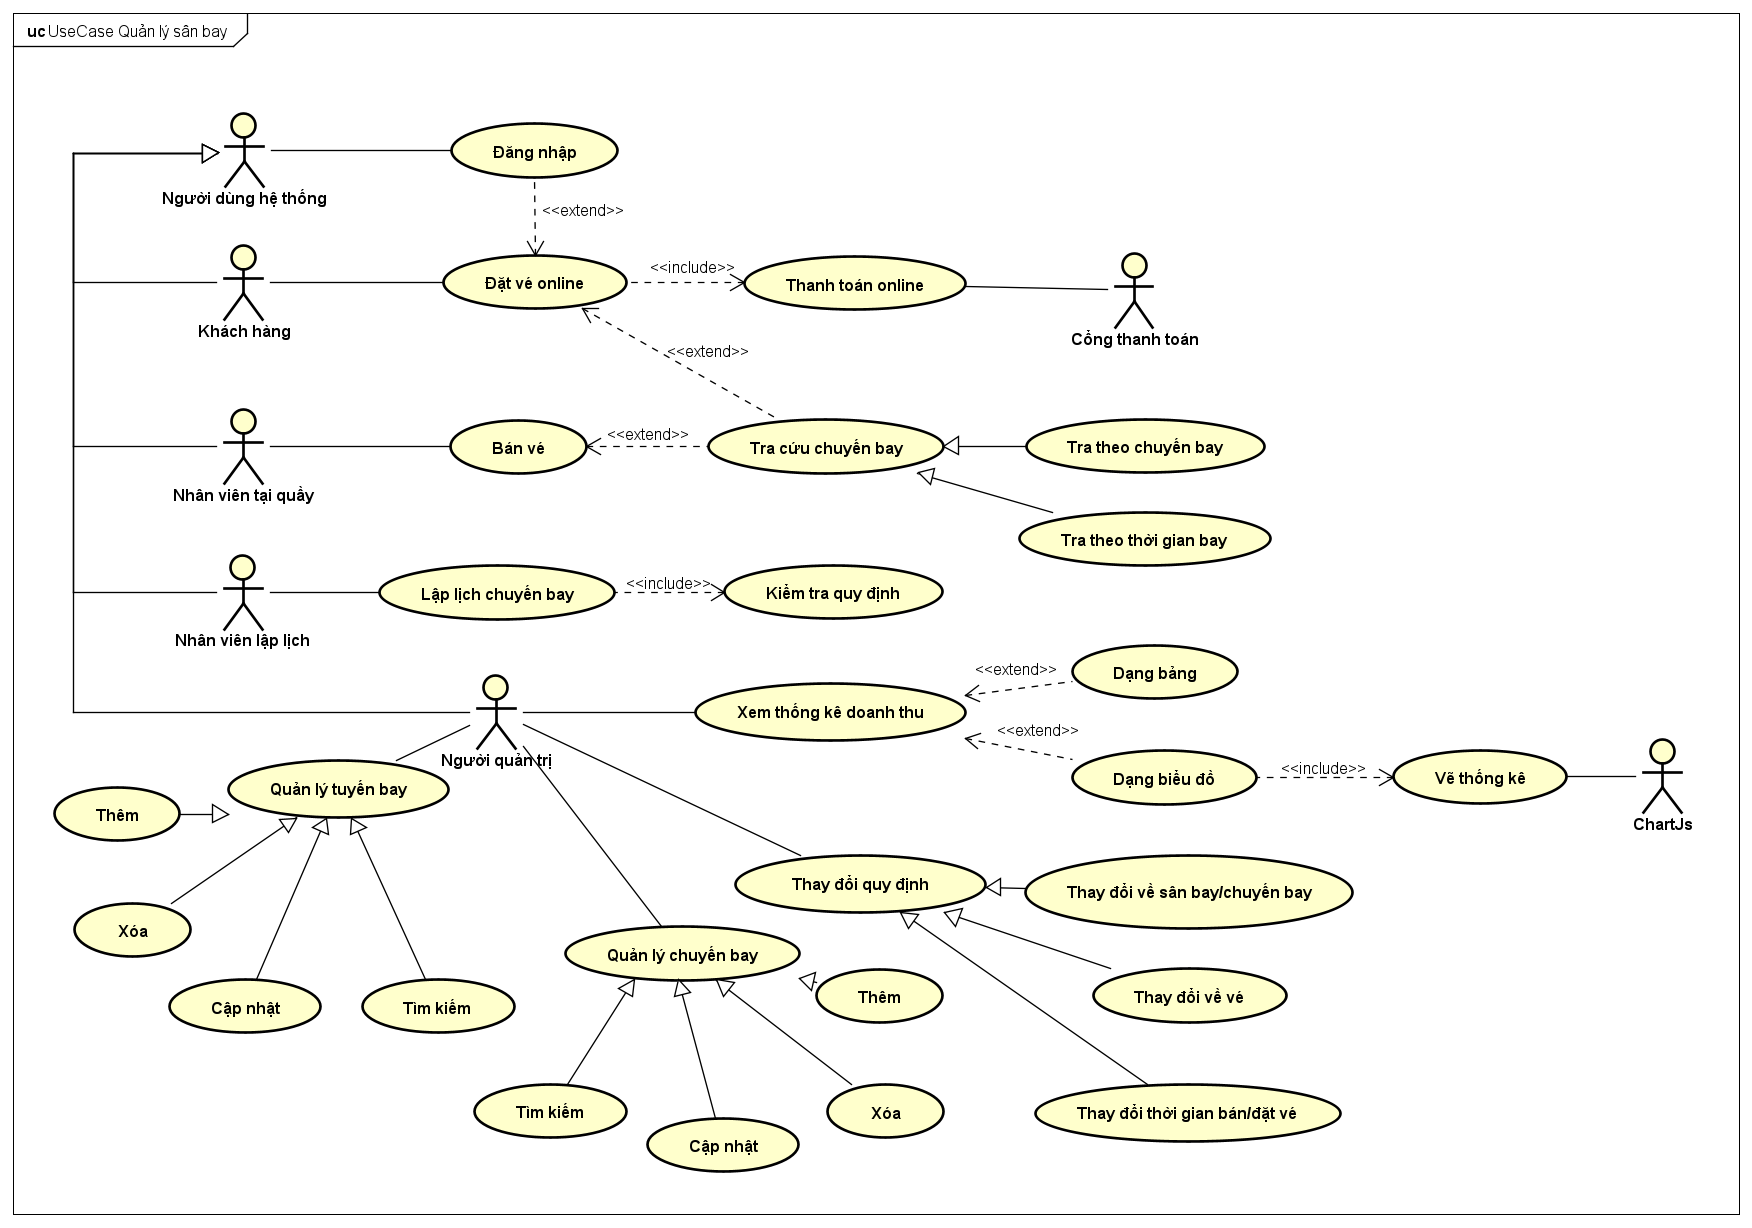 uc UseCase Quản lý sân bay
Đăng nhập
Người dùng hệ thống
<<extend>>
<<include>>
Đặt vé online
Thanh toán online
Khách hàng
Cổng thanh toán
<<extend>>
<<extend>>
Bán vé
Tra cứu chuyến bay
Tra theo chuyến bay
Nhân viên tại quầy
Tra theo thời gian bay
<<include>>
Lập lịch chuyến bay
Kiểm tra quy định
Nhân viên lập lịch
<<extend>>
Dạng bảng
Xem thống kê doanh thu
<<extend>>
Người quản trị
<<include>>
Dạng biểu đồ
Vẽ thống kê
Quản lý tuyến bay
Thêm
ChartJs
Thay đổi quy định
Thay đổi về sân bay/chuyến bay
Xóa
Quản lý chuyến bay
Thêm
Thay đổi về vé
Cập nhật
Tìm kiếm
Tìm kiếm
Xóa
Thay đổi thời gian bán/đặt vé
Cập nhật